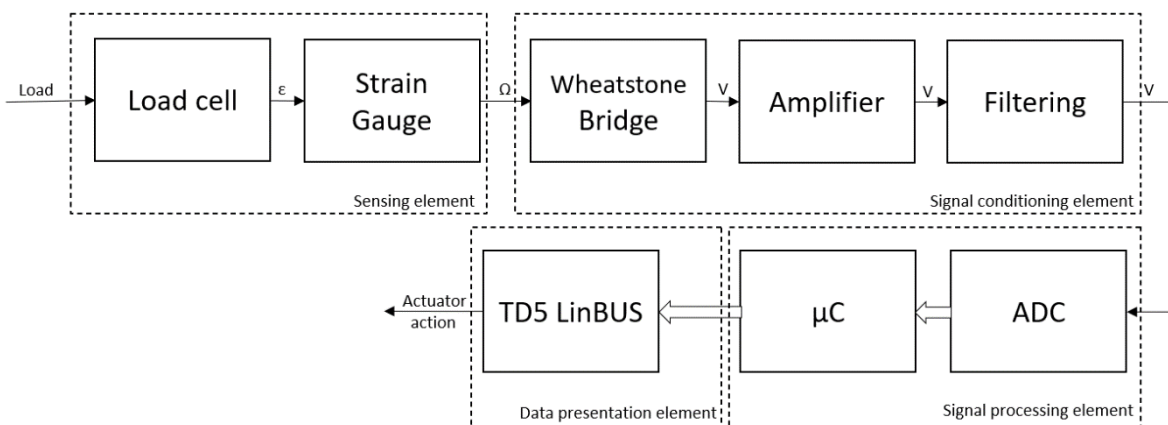 Load
Load cell
ε
Strain
Gauge
Ω
Wheatstone
Bridge
V
Amplifier
V
Filtering
V
Sensing element
Signal conditioning element
Actuator
action
TD5 LinBUS
μC
ADC
Data presentation element
Signal processing element